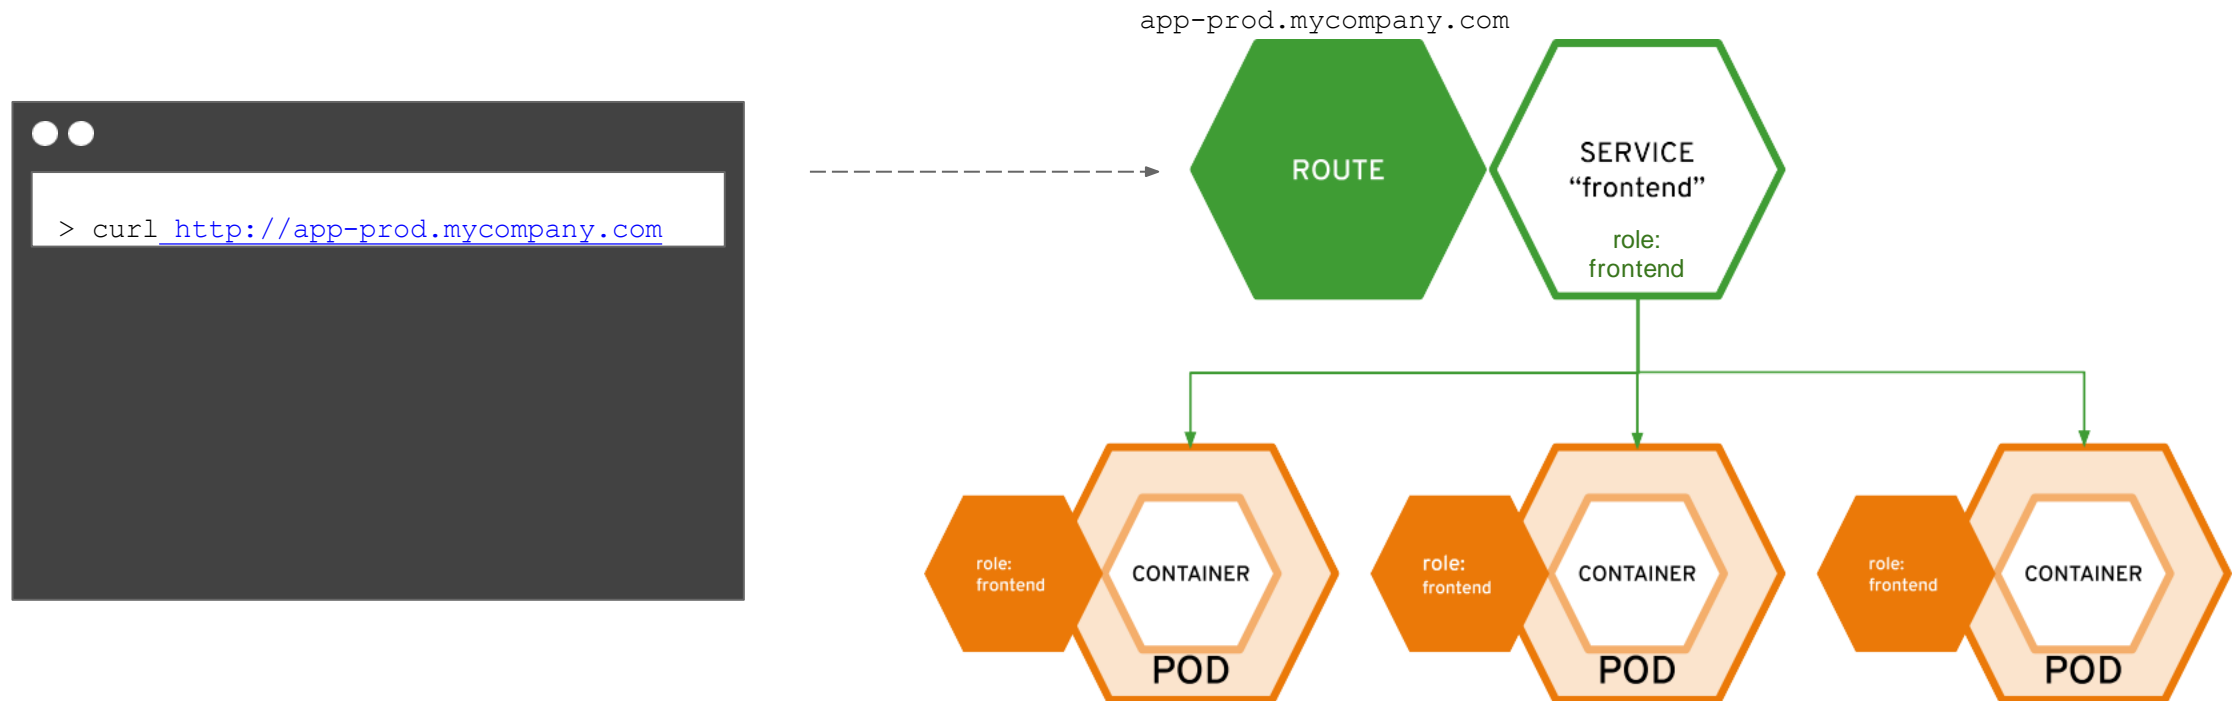 app-prod.mycompany.com
> curl http://app-prod.mycompany.com
ROUTE
SERVICE
“frontend”
role:
frontend
role:
frontend
CONTAINER
POD
role:
frontend
CONTAINER
POD
role:
frontend
CONTAINER
POD